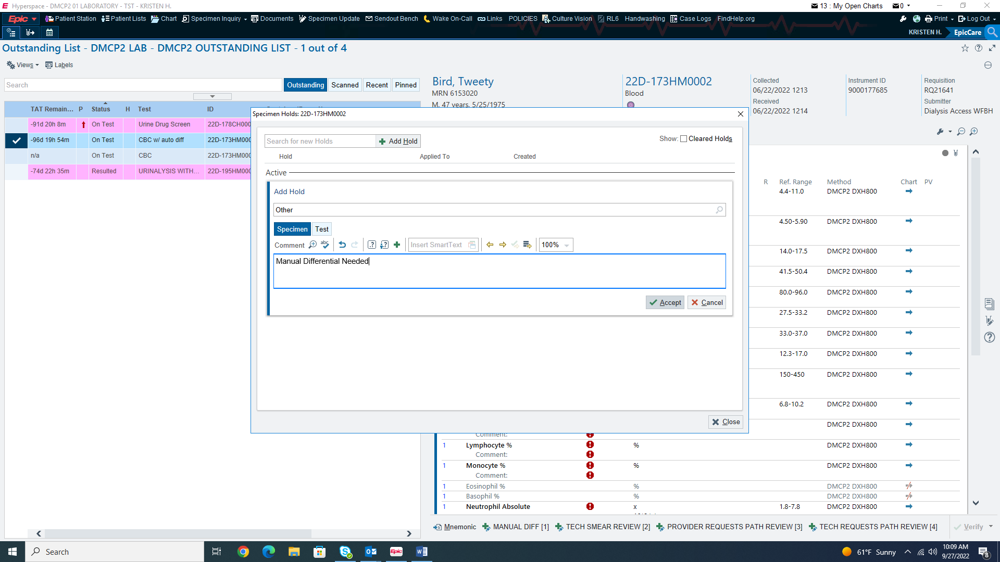 Hyperspace - DMCP2 01 LABORATORY - TST - KRISTEN H.
13 : My Open Charts
0
Epic
Patient Station
Patient Lists
Chart
Specimen Inquiry
Documents
Specimen Update
Sendout Bench
Wake On-Call
Links
POLICIES
Culture Vision
RL6
Handwashing
Case Logs
FindHelp.org
Print
Log Out
KRISTEN H.
EpicCare
Outstanding List - DMCP2 LAB - DMCP2 OUTSTANDING LIST - 1 out of 4
Views
Labels
Search
Outstanding
Scanned
Recent
Pinned
TAT Remain... P Status H Test ID
-91d 20h 8m On Test Urine Drug Screen 22D-178CH000
-96d 19h 54m On Test CBC w/ auto diff 22D-173HM000
n/a On Test CBC 22D-173HM000
-74d 22h 35m Resulted URINALYSIS WITH... 22D-195HM000
Bird, Tweety
MRN 6153020
M, 47 years, 5/25/1975
22D-173HM0002
Blood
Collected
06/22/2022 1213
Received
06/22/2022 1214
Instrument ID
9000177685
Requisition
RQ21641
Submitter
Dialysis Access WFBH
Specimen Holds: 22D-173HM0002
Search for new Holds
Add Hold
Show: Cleared Holds
Hold Applied To Created
Active
Add Hold
Other
Specimen
Test
Comment
abc
Insert SmartText
100%
Manual Differential Needed
Accept
Cancel
Close
R Ref. Range Method Chart PV
4.4-11.0 DMCP2 DXH800
4.50-5.90 DMCP2 DXH800
14.0-17.5 DMCP2 DXH800
41.5-50.4 DMCP2 DXH800
80.0-96.0 DMCP2 DXH800
27.5-33.2 DMCP2 DXH800
33.0-37.0 DMCP2 DXH800
12.3-17.0 DMCP2 DXH800
150-450 DMCP2 DXH800
6.8-10.2 DMCP2 DXH800
DMCP2 DXH800
Comment:
1 Lymphocyte % % DMCP2 DXH800
Comment:
1 Monocyte % % DMCP2 DXH800
Comment:
1 Eosinophil % % DMCP2 DXH800
1 Basophil % % DMCP2 DXH800
1 Neutrophil Absolute x 1.8-7.8 DMCP2 DXH800
Mnemonic
MANUAL DIFF [1]
TECH SMEAR REVIEW [2]
PROVIDER REQUESTS PATH REVIEW [3]
TECH REQUESTS PATH REVIEW [4]
Verify
Search
Epic
61°F Sunny
10:09 AM
9/27/2022
8